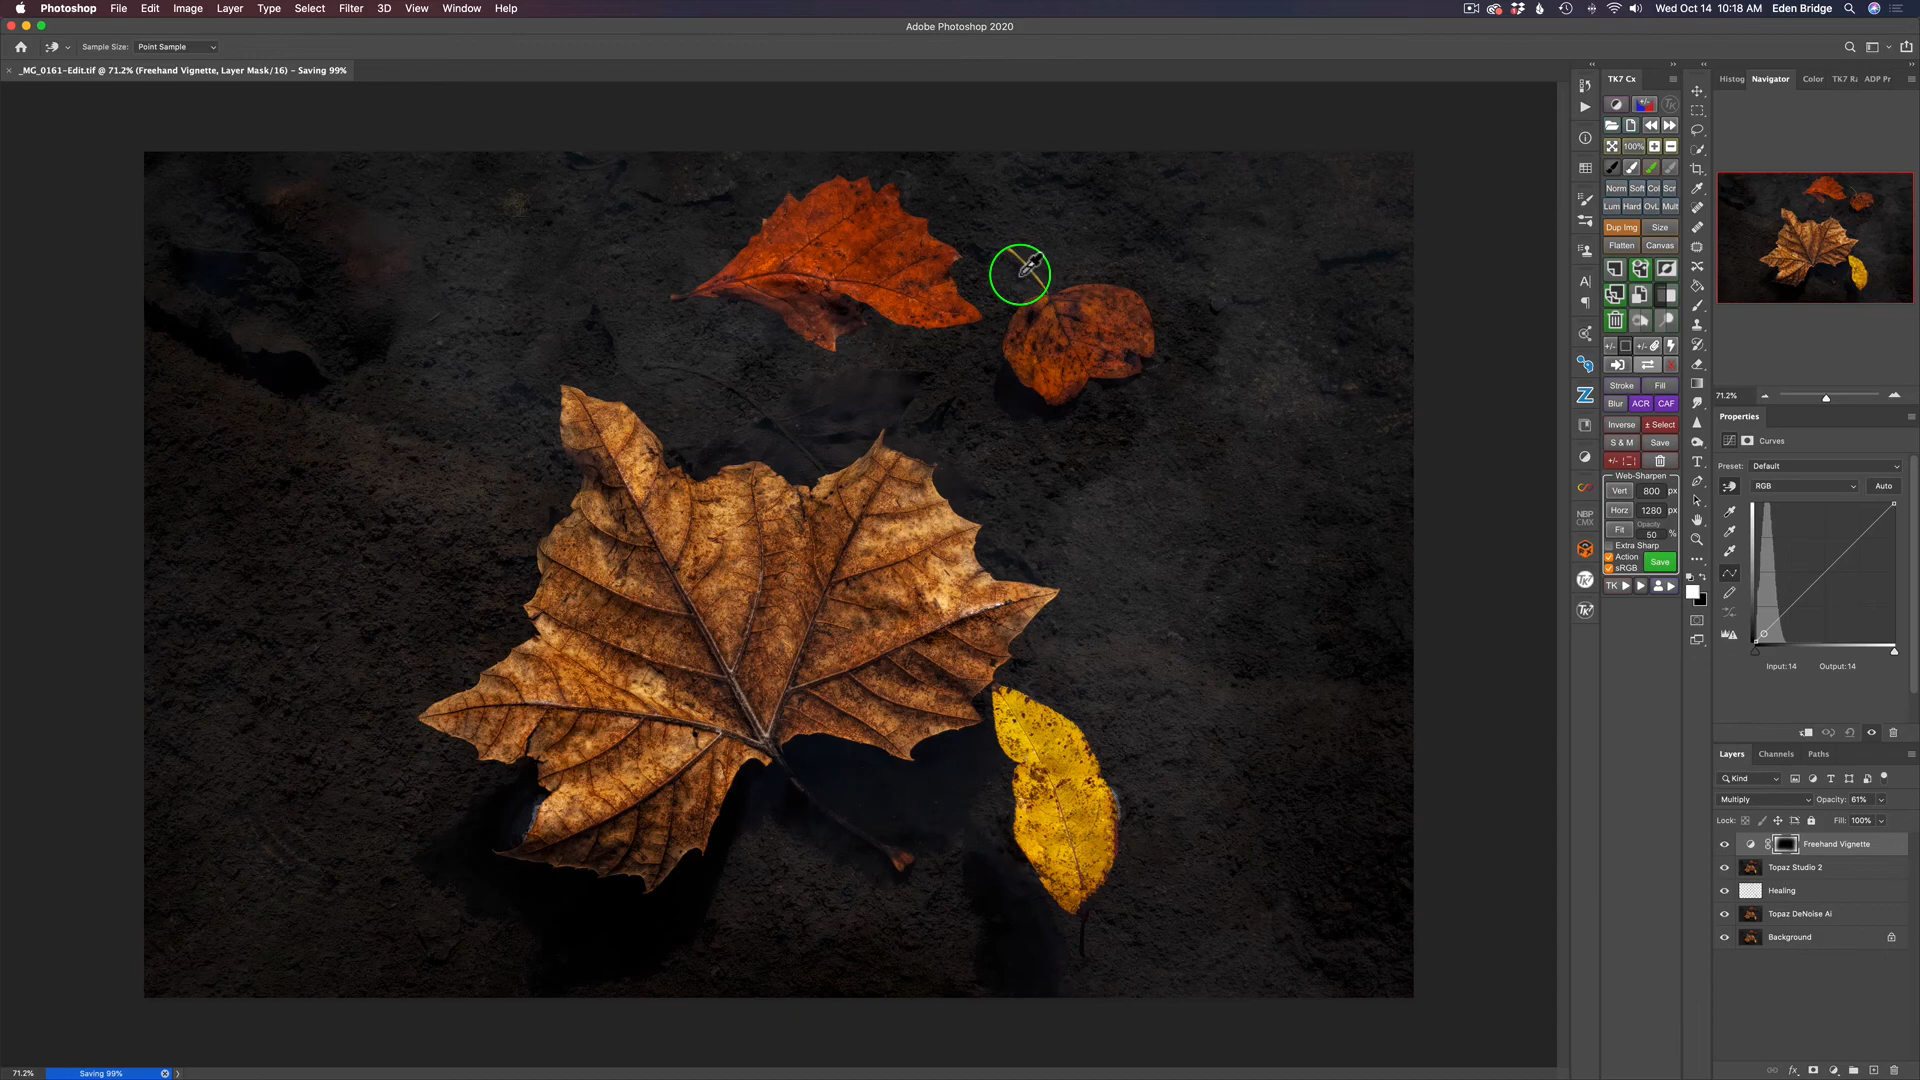 Photoshop File Edit Image Layer Type Select Filter 3D View Window Help Wed Oct 14 10:18 AM Eden Bridge
Adobe Photoshop 2020
Sample Size: Point Sample
_MG_0161-Edit.tif @ 71.2% (Freehand Vignette, Layer Mask/16) - Saving 99%
TK7 Cx
Histog Navigator Color TK7 R ADP Pr
100%
Norm Soft Col Scr
Lum Hard OvL Mult
Dup Img Size
Flatten Canvas
Stroke Fill
Blur ACR CAF
Inverse ± Select
S & M Save
Web-Sharpen
Vert 800 px
Horz 1280 px
Fit Opacity
50 %
Extra Sharp
Action
sRGB Save
TK
NBP
CMX
71.2%
Properties
Curves
Preset: Default
RGB Auto
Input: 14 Output: 14
Layers Channels Paths
Kind
Multiply Opacity: 61%
Lock: Fill: 100%
Freehand Vignette
Topaz Studio 2
Healing
Topaz DeNoise Ai
Background
71.2% Saving 99%